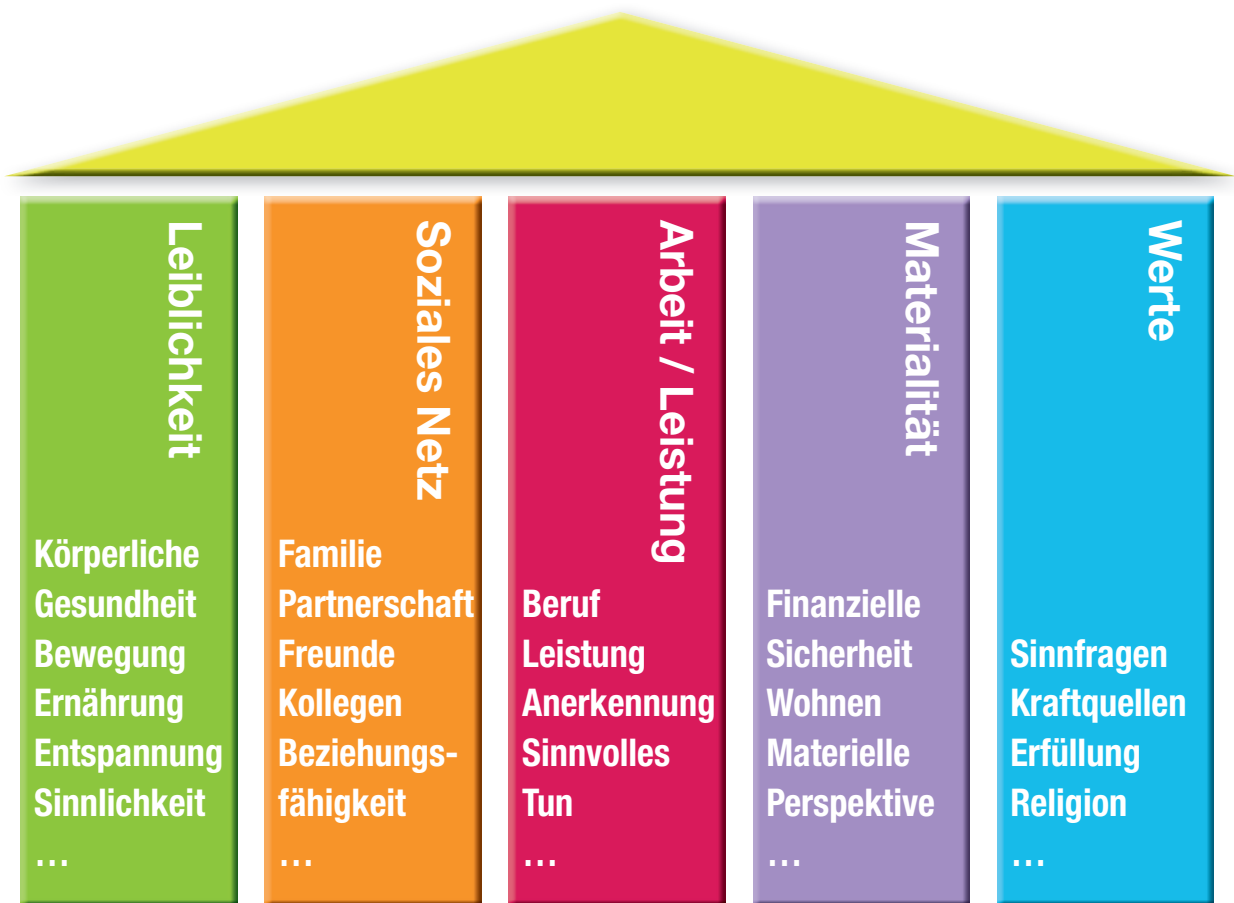 Leiblichkeit
Körperliche
Gesundheit
Bewegung
Ernährung
Entspannung
Sinnlichkeit
...
Soziales Netz
Familie
Partnerschaft
Freunde
Kollegen
Beziehungs-
fähigkeit
...
Arbeit / Leistung
Beruf
Leistung
Anerkennung
Sinnvolles
Tun
...
Materialität
Finanzielle
Sicherheit
Wohnen
Materielle
Perspektive
...
Werte
Sinnfragen
Kraftquellen
Erfüllung
Religion
...